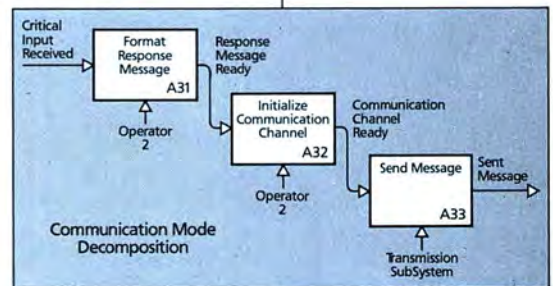 Critical
Input
Received
Format
Response
Message
A31
Response
Message
Ready
Operator
2
Initialize
Communication
Channel
A32
Communication
Channel
Ready
Operator
2
Send Message
A33
Sent
Message
Transmission
SubSystem
Communication Mode
Decomposition